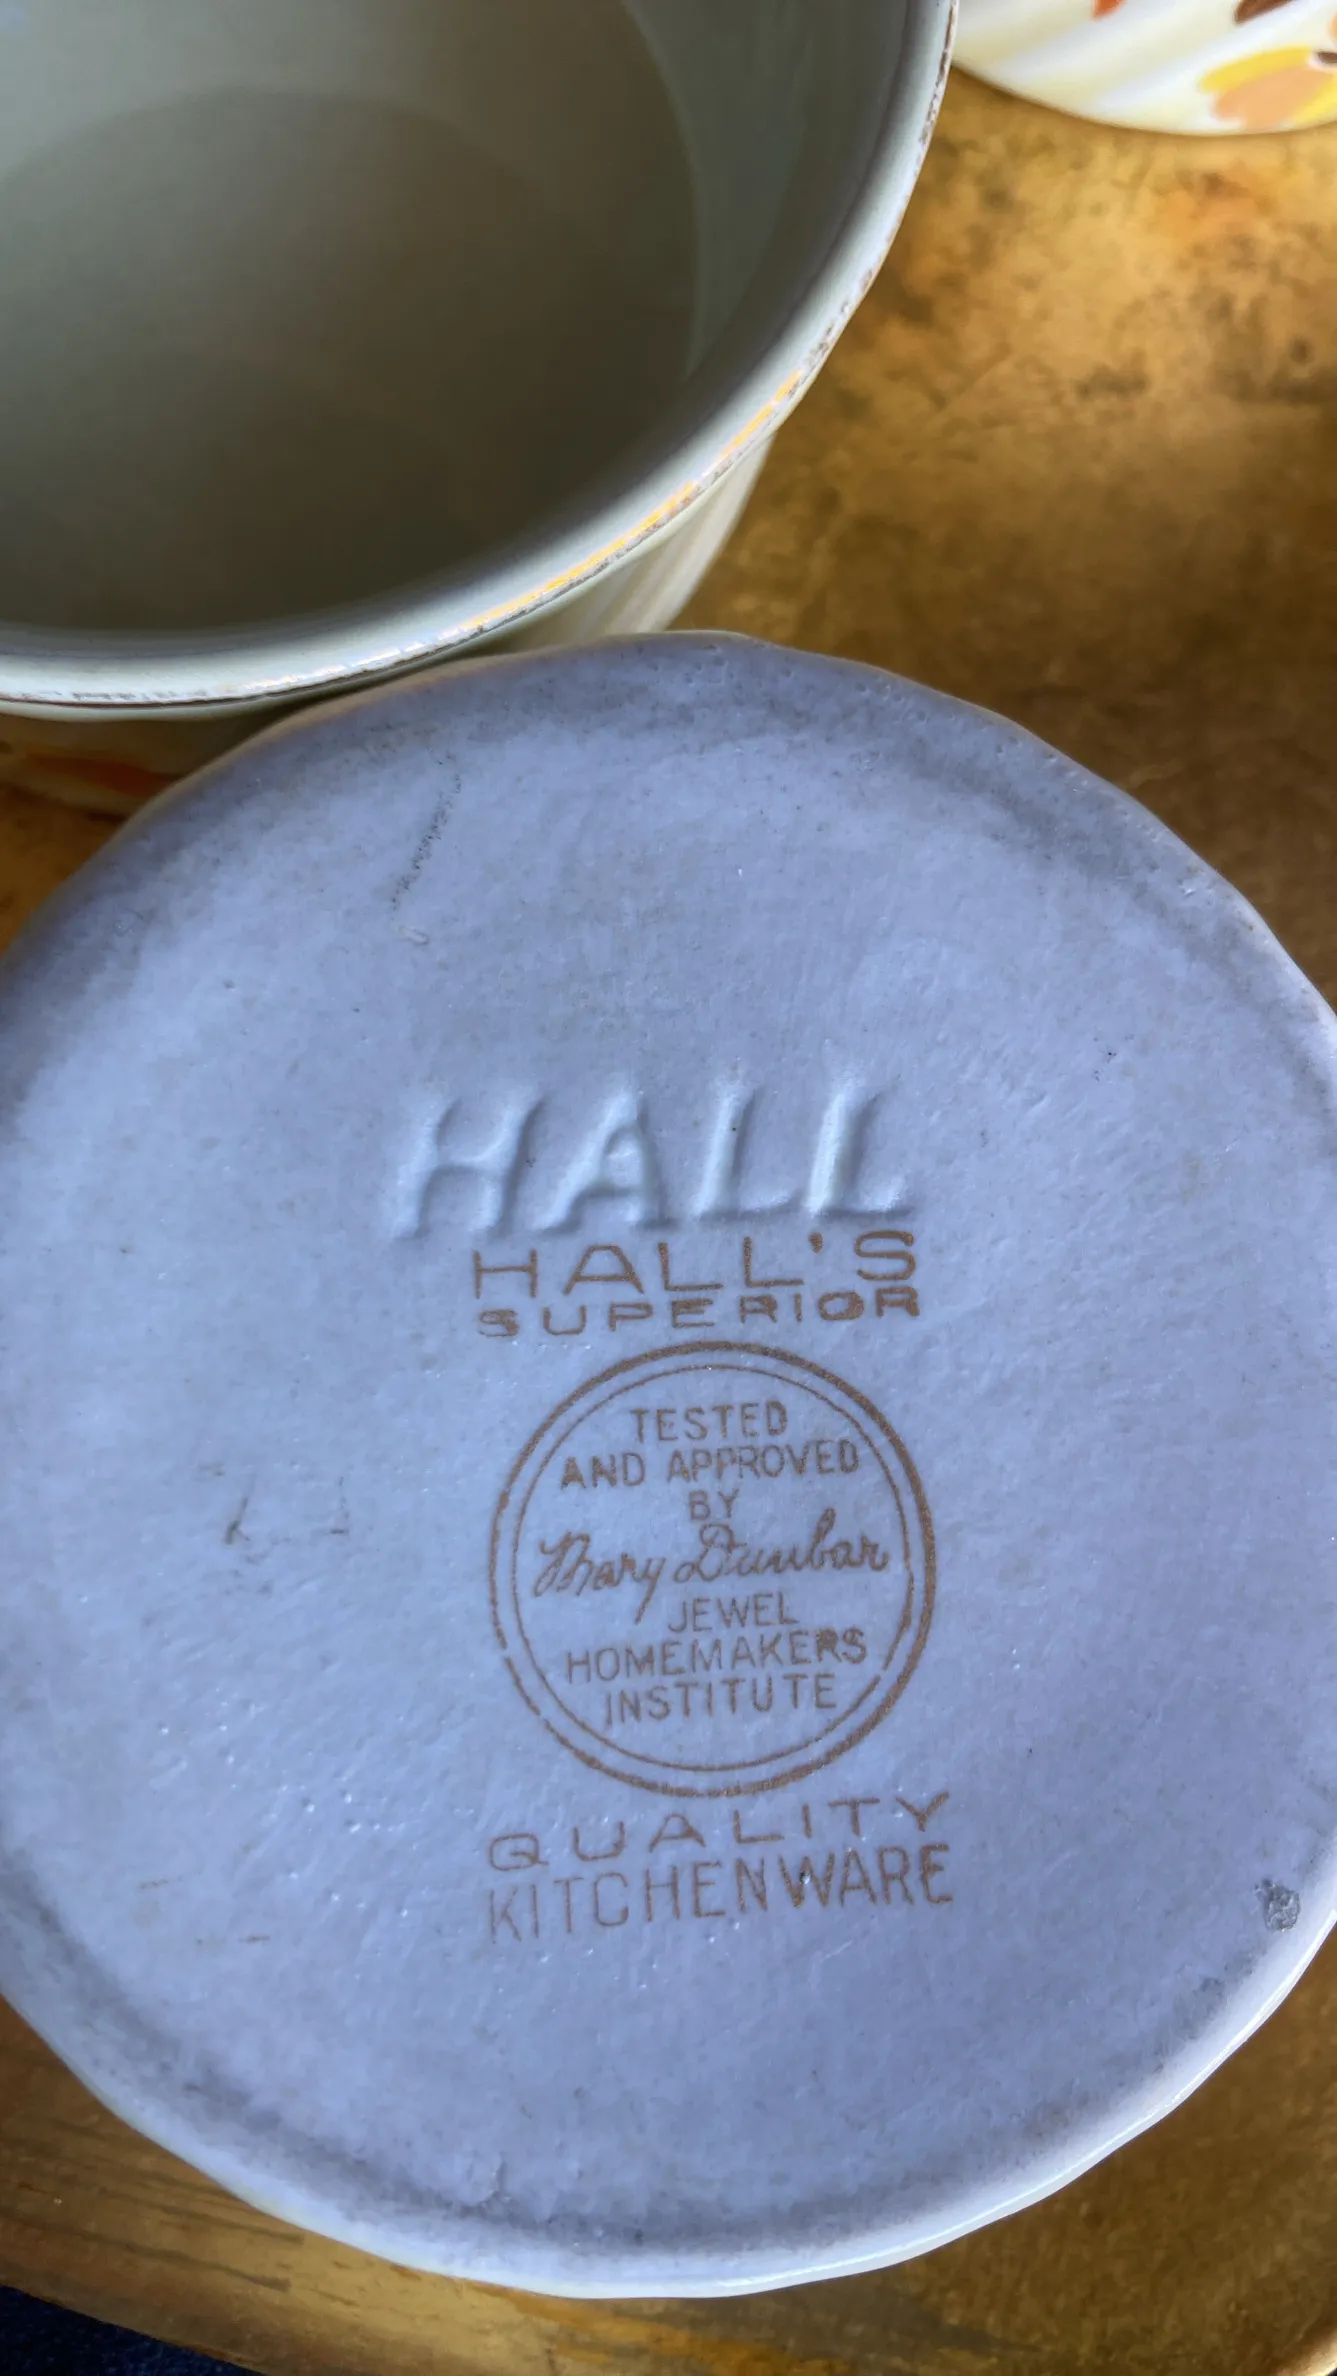 HALL
HALL'S
SUPERIOR
TESTED
AND APPROVED
BY
Mary Dunbar
JEWEL
HOMEMAKERS
INSTITUTE
QUALITY
KITCHENWARE